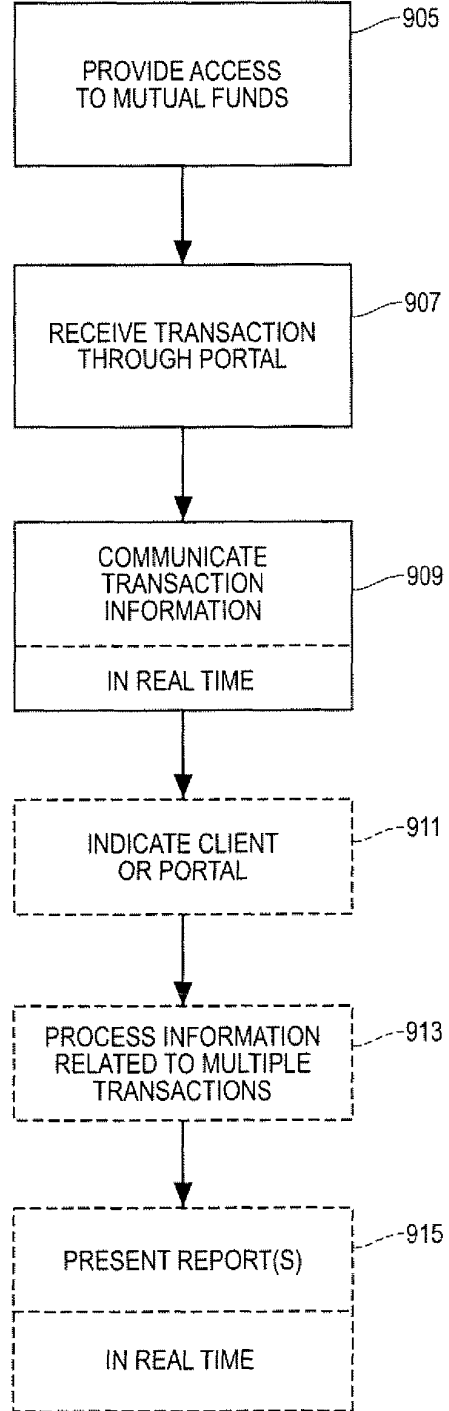 905
PROVIDE ACCESS
TO MUTUAL FUNDS
907
RECEIVE TRANSACTION
THROUGH PORTAL
COMMUNICATE
TRANSACTION
INFORMATION
909
IN REAL TIME
INDICATE CLIENT
OR PORTAL
911
PROCESS INFORMATION
RELATED TO MULTIPLE
TRANSACTIONS
913
PRESENT REPORT(S)
915
IN REAL TIME